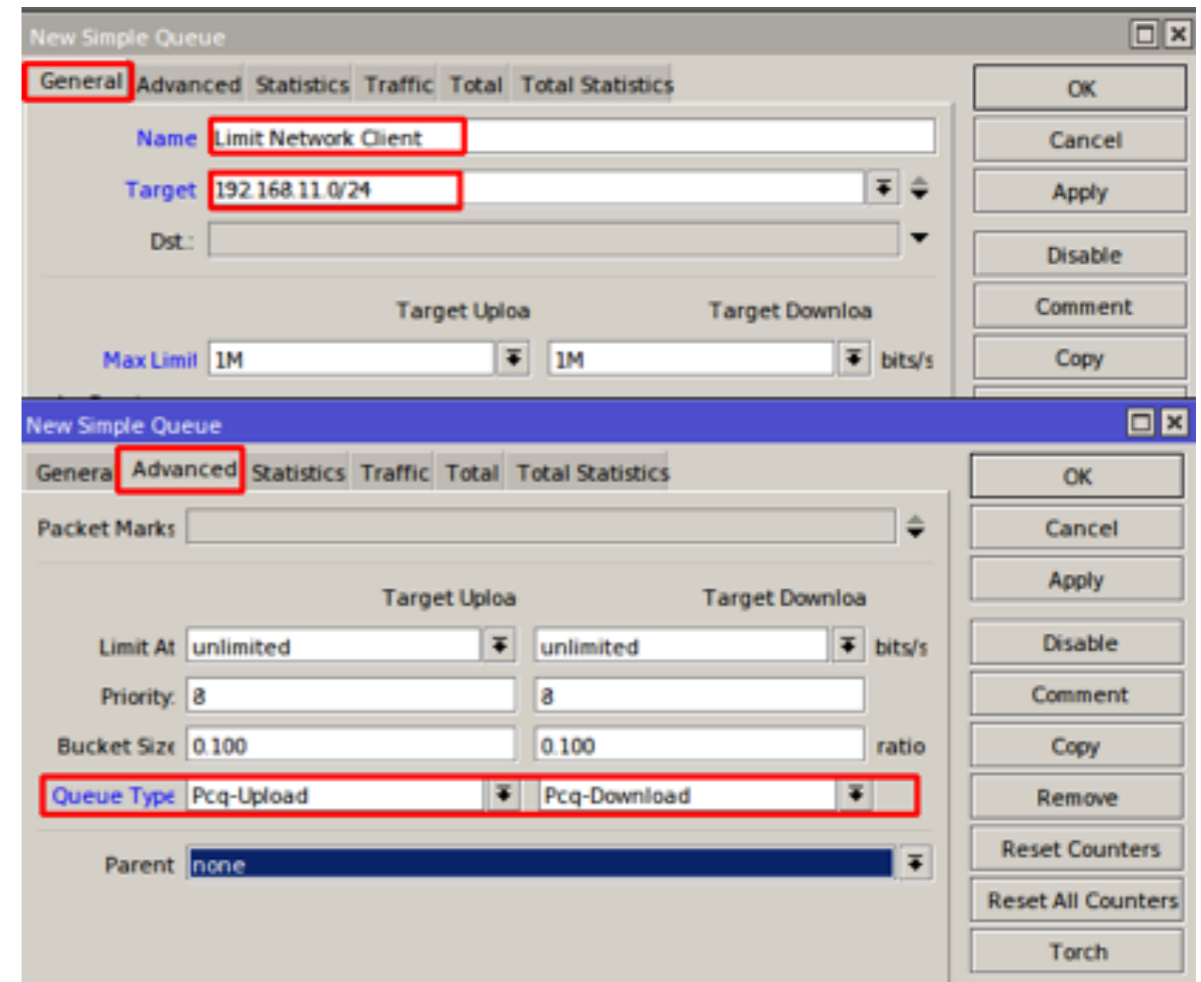 New Simple Queue
General Advanced Statistics Traffic Total Total Statistics
OK
Name Limit Network Client
Cancel
Target 192.168.11.0/24
Apply
Dst.:
Disable
Target Uploa Target Downloa
Comment
Max Limit 1M 1M bits/s
Copy
New Simple Queue
Genera Advanced Statistics Traffic Total Total Statistics
OK
Packet Marks
Cancel
Apply
Target Uploa Target Downloa
Limit At unlimited unlimited bits/s
Disable
Priority: 8 8
Comment
Bucket Size 0.100 0.100 ratio
Copy
Queue Type Pcq-Upload Pcq-Download
Remove
Parent none
Reset Counters
Reset All Counters
Torch